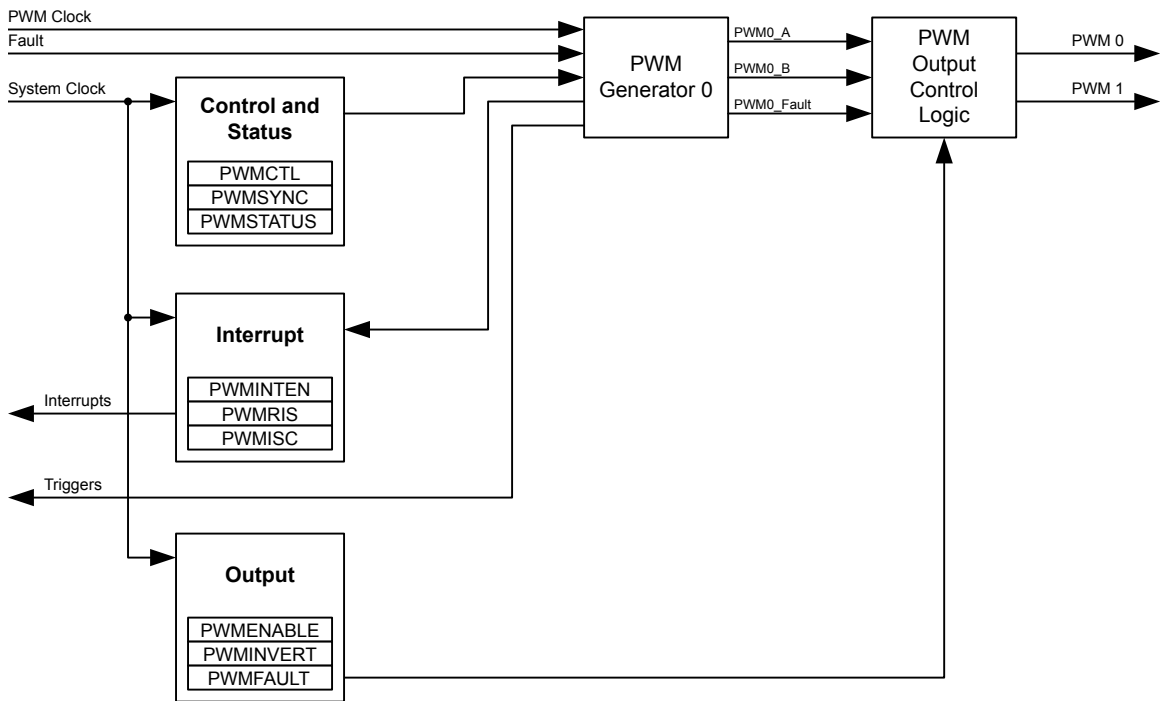 PWM Clock
Fault
System Clock
Control and
Status
PWMCTL
PWMSYNC
PWMSTATUS
PWM
Generator 0
PWM0_A
PWM0_B
PWM0_Fault
PWM
Output
Control
Logic
PWM 0
PWM 1
Interrupt
PWMINTEN
PWMRIS
PWMISC
Interrupts
Triggers
Output
PWMENABLE
PWMINVERT
PWMFAULT